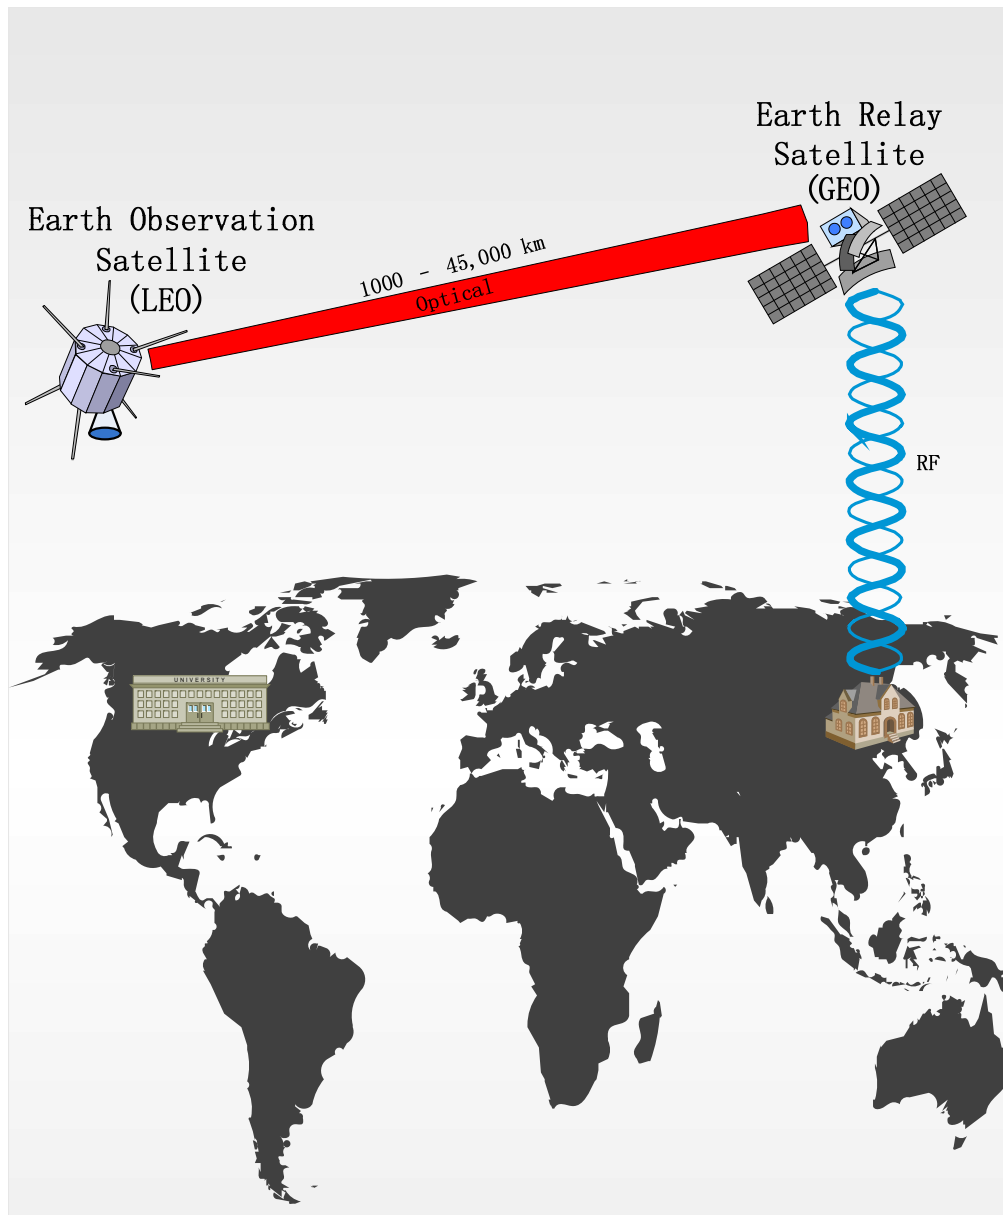 Earth Relay
Satellite
(GEO)
Earth Observation
Satellite
(LEO)
1000 - 45,000 km
Optical
RF
UNIVERSITY